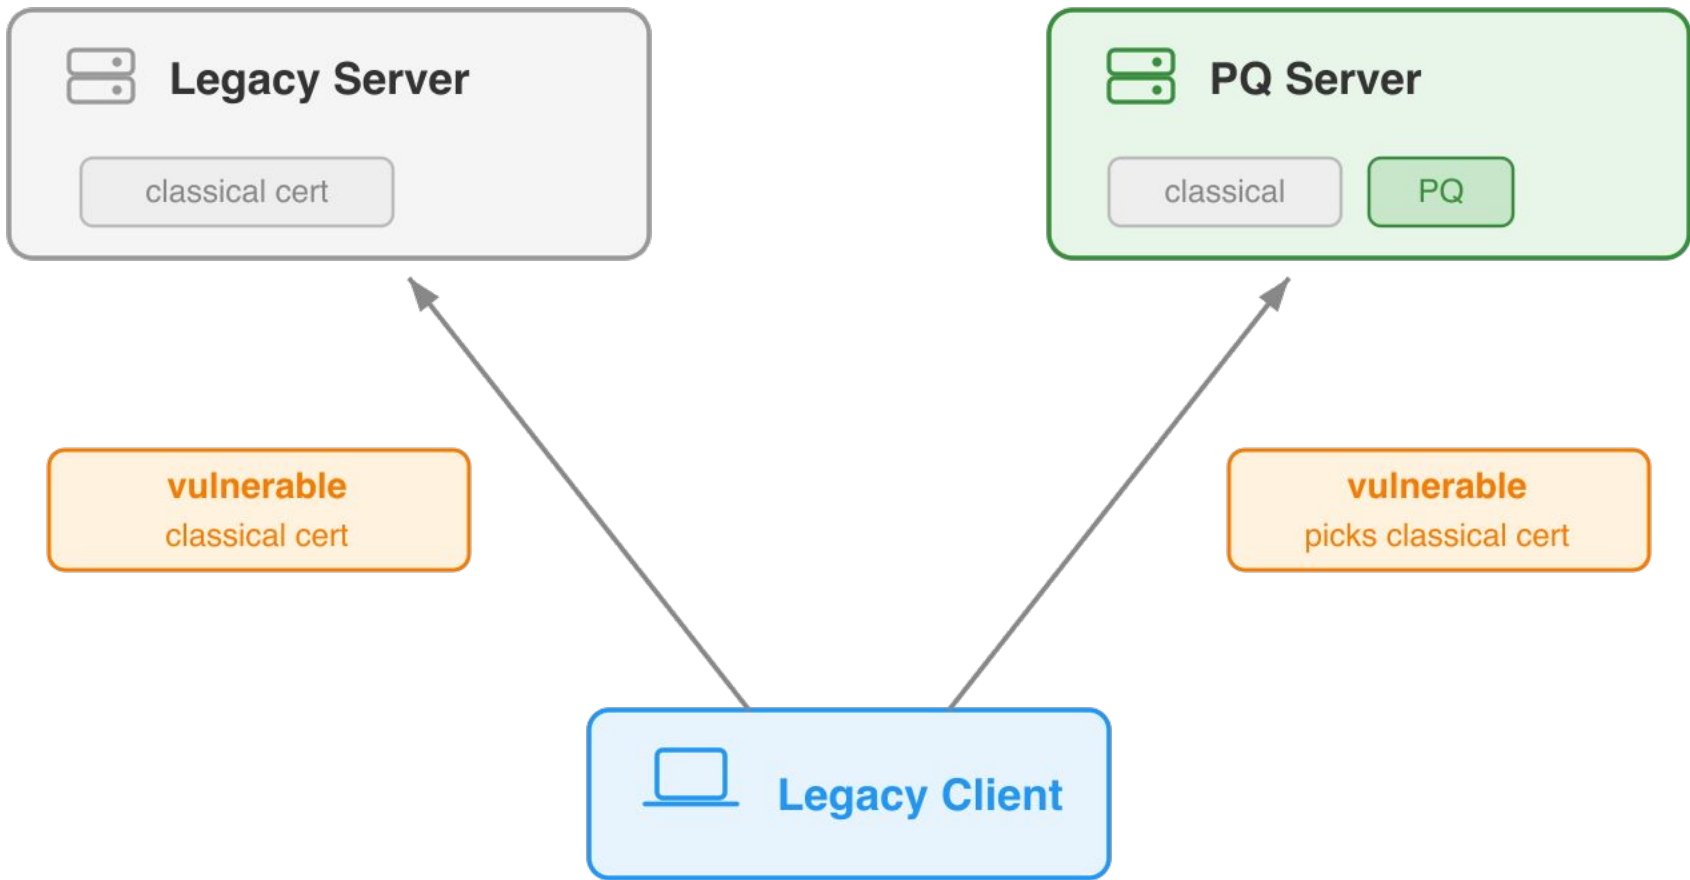 Legacy Server
classical cert
PQ Server
classical
PQ
vulnerable
classical cert
vulnerable
picks classical cert
Legacy Client